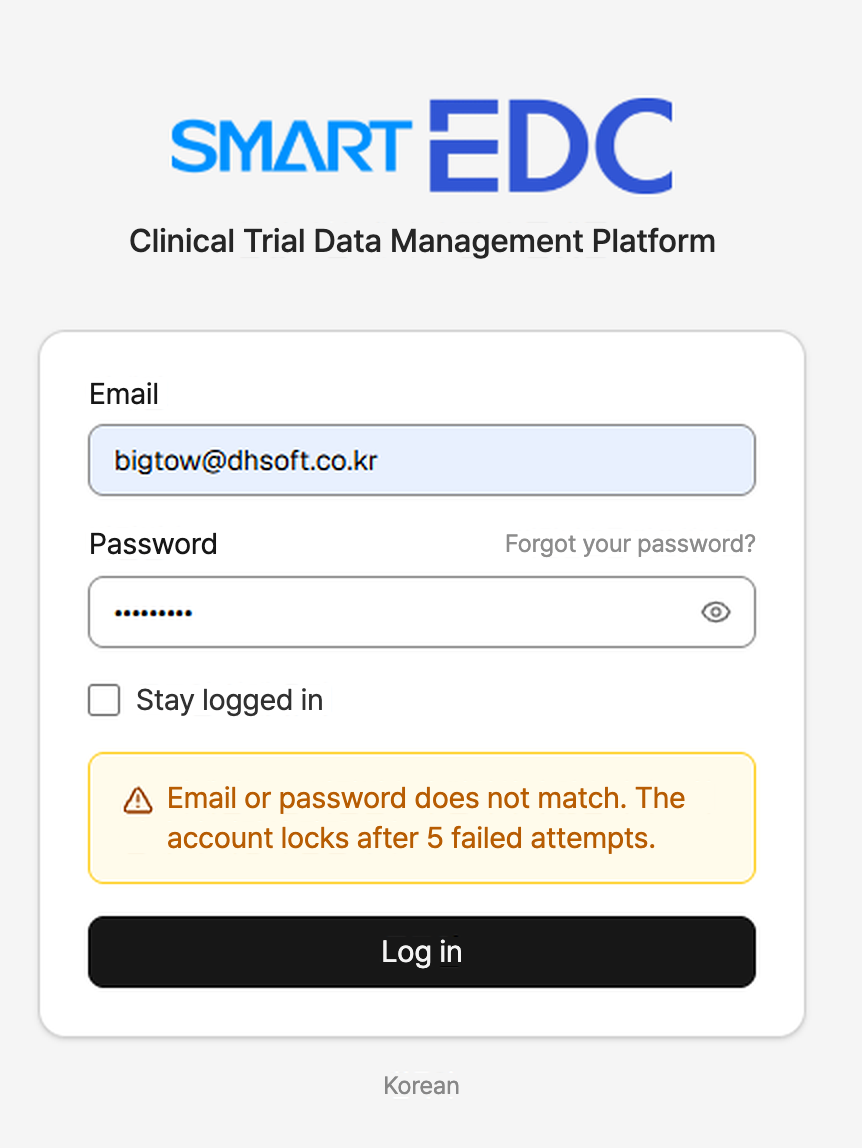 SMART EDC
Clinical Trial Data Management Platform
Email
bigtow@dhsoft.co.kr
Password
Forgot your password?
•••••••••
Stay logged in
Email or password does not match. The
account locks after 5 failed attempts.
Log in
Korean